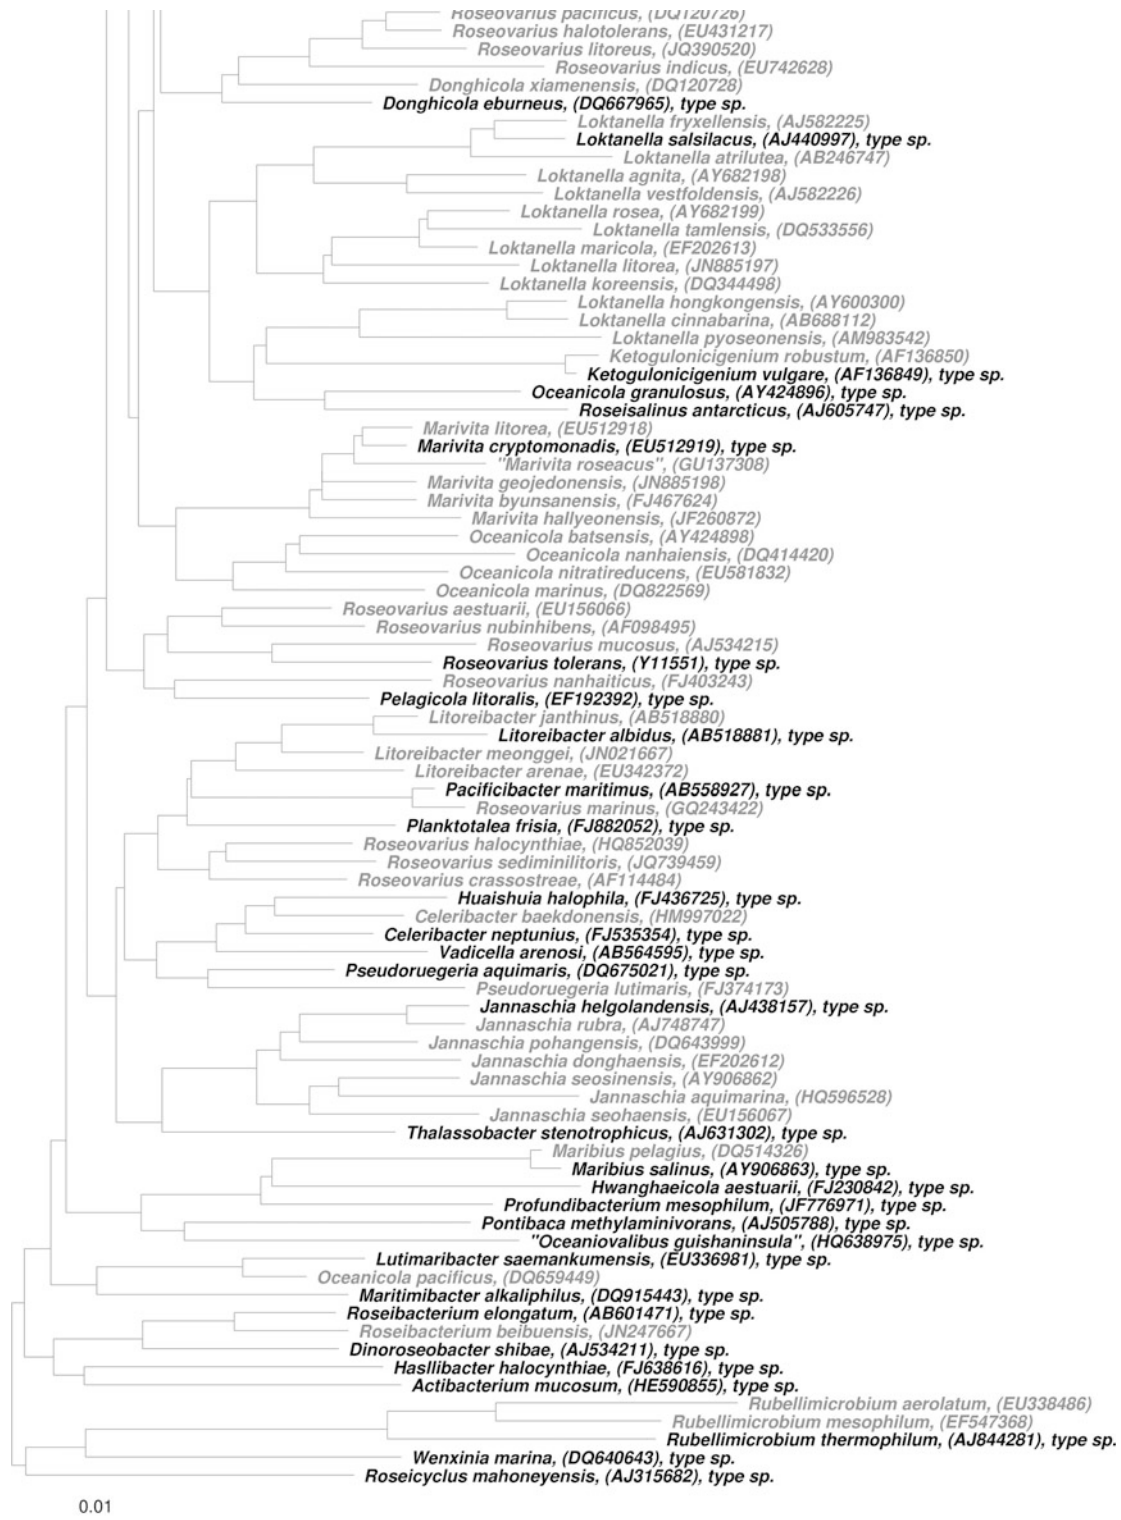 Roseovarius pacificus, (DQ120726)
Roseovarius halotolerans, (EU431217)
Roseovarius litoreus, (JQ390520)
Roseovarius indicus, (EU742628)
Donghicola xiamenensis, (DQ120728)
Donghicola eburneus, (DQ667965), type sp.
Loktanella fryxellensis, (AJ582225)
Loktanella salsilacus, (AJ440997), type sp.
Loktanella atrilutea, (AB246747)
Loktanella agnita, (AY682198)
Loktanella vestfoldensis, (AJ582226)
Loktanella rosea, (AY682199)
Loktanella tamlensis, (DQ533556)
Loktanella maricola, (EF202613)
Loktanella litorea, (JN885197)
Loktanella koreensis, (DQ344498)
Loktanella hongkongensis, (AY600300)
Loktanella cinnabarina, (AB688112)
Loktanella pyoseonensis, (AM983542)
Ketogulonicigenium robustum, (AF136850)
Ketogulonicigenium vulgare, (AF136849), type sp.
Oceanicola granulosus, (AY424896), type sp.
Roseisalinus antarcticus, (AJ605747), type sp.
Marivita litorea, (EU512918)
Marivita cryptomonadis, (EU512919), type sp.
"Marivita roseacus", (GU137308)
Marivita geojedonensis, (JN885198)
Marivita byunsanensis, (FJ467624)
Marivita hallyeonensis, (JF260872)
Oceanicola batsensis, (AY424898)
Oceanicola nanhaiensis, (DQ414420)
Oceanicola nitratireducens, (EU581832)
Oceanicola marinus, (DQ822569)
Roseovarius aestuarii, (EU156066)
Roseovarius nubinhibens, (AF098495)
Roseovarius mucosus, (AJ534215)
Roseovarius tolerans, (Y11551), type sp.
Roseovarius nanhaiticus, (FJ403243)
Pelagicola litoralis, (EF192392), type sp.
Litoreibacter janthinus, (AB518880)
Litoreibacter albidus, (AB518881), type sp.
Litoreibacter meonggei, (JN021667)
Litoreibacter arenae, (EU342372)
Pacificibacter maritimus, (AB558927), type sp.
Roseovarius marinus, (GQ243422)
Planktotalea frisia, (FJ882052), type sp.
Roseovarius halocynthiae, (HQ852039)
Roseovarius sediminilitoris, (JQ739459)
Roseovarius crassostreae, (AF114484)
Huaishuia halophila, (FJ436725), type sp.
Celeribacter baekdonensis, (HM997022)
Celeribacter neptunius, (FJ535354), type sp.
Vadicella arenosi, (AB564595), type sp.
Pseudoruegeria aquimaris, (DQ675021), type sp.
Pseudoruegeria lutimaris, (FJ374173)
Jannaschia helgolandensis, (AJ438157), type sp.
Jannaschia rubra, (AJ748747)
Jannaschia pohangensis, (DQ643999)
Jannaschia donghaensis, (EF202612)
Jannaschia seosinensis, (AY906862)
Jannaschia aquimarina, (HQ596528)
Jannaschia seohaensis, (EU156067)
Thalassobacter stenotrophicus, (AJ631302), type sp.
Maribius pelagius, (DQ514326)
Maribius salinus, (AY906863), type sp.
Hwanghaeicola aestuarii, (FJ230842), type sp.
Profundibacterium mesophilum, (JF776971), type sp.
Pontibaca methylaminivorans, (AJ505788), type sp.
"Oceaniovalibus guishaninsula", (HQ638975), type sp.
Lutimaribacter saemankumensis, (EU336981), type sp.
Oceanicola pacificus, (DQ659449)
Maritimibacter alkaliphilus, (DQ915443), type sp.
Roseibacterium elongatum, (AB601471), type sp.
Roseibacterium beibuensis, (JN247667)
Dinoroseobacter shibae, (AJ534211), type sp.
Hasllibacter halocynthiae, (FJ638616), type sp.
Actibacterium mucosum, (HE590855), type sp.
Rubellimicrobium aerolatum, (EU338486)
Rubellimicrobium mesophilum, (EF547368)
Rubellimicrobium thermophilum, (AJ844281), type sp.
Wenxinia marina, (DQ640643), type sp.
Roseicyclus mahoneyensis, (AJ315682), type sp.
0.01